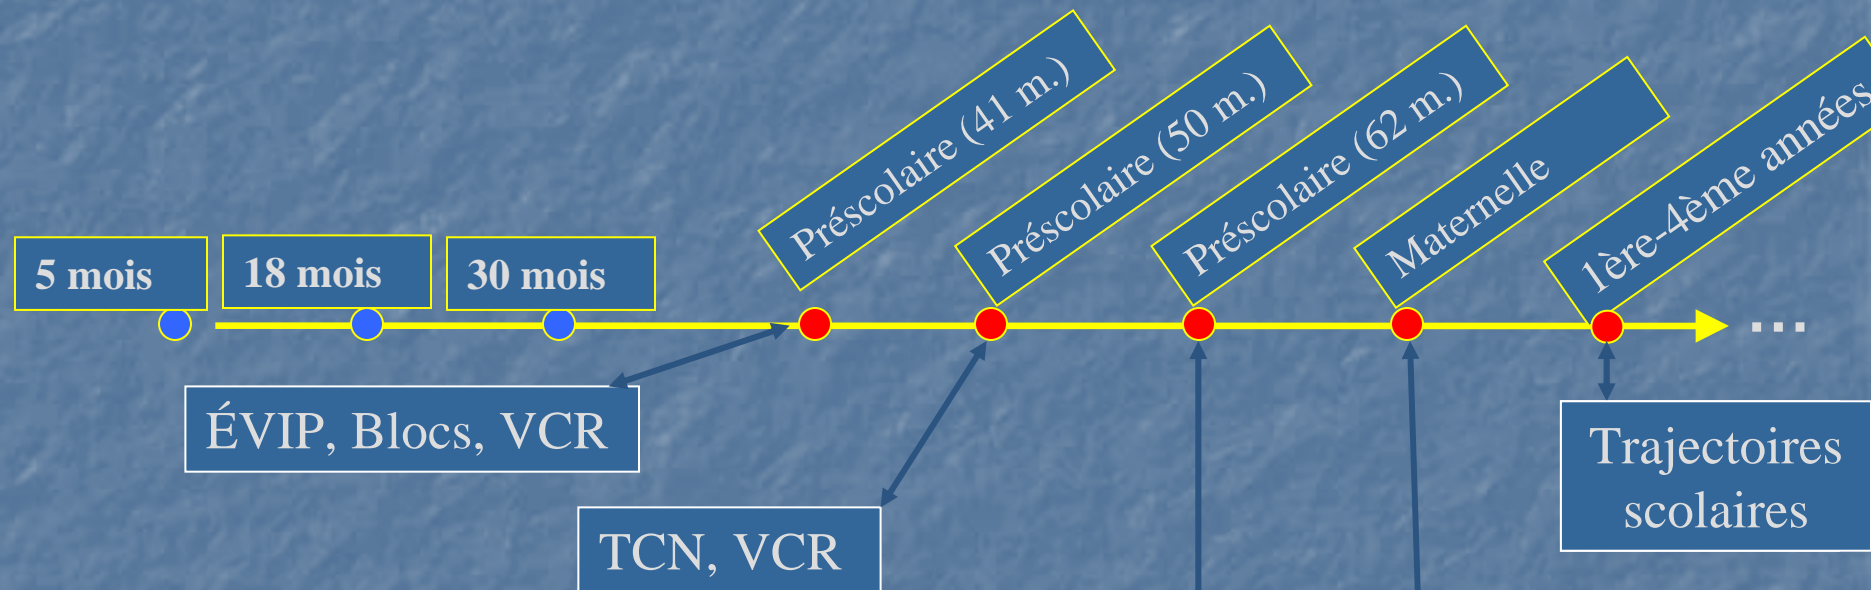 5 mois
18 mois
30 mois
Préscolaire (41 m.)
Préscolaire (50 m.)
Préscolaire (62 m.)
Maternelle
1ère-4ème années
...
ÉVIP, Blocs, VCR
TCN, VCR
Trajectoires
scolaires